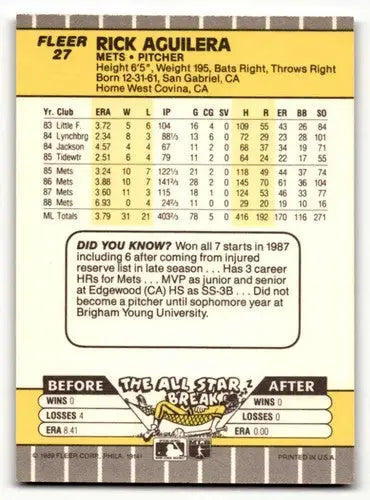 FLEER 27
RICK AGUILERA
METS • PITCHER
Height 6'5", Weight 195, Bats Right, Throws Right
Born 12-31-61, San Gabriel, CA
Home West Covina, CA
Yr. Club ERA W L IP G CG SV H R ER BB SO
83 Little F. 3.72 5 6 104 16 4 0 109 55 43 26 84
84 Lynchbrg 2.34 8 3 88⅓ 13 6 0 72 29 23 28 101
84 Jackson 4.57 4 4 67 11 2 0 68 37 34 19 71
85 Tidewtr 2.51 6 4 79 11 2 1 64 24 22 19 55
85 Mets 3.24 10 7 122⅓ 21 2 0 118 49 44 37 74
86 Mets 3.88 10 7 141⅔ 28 2 0 145 70 61 36 104
87 Mets 3.60 11 3 115 18 1 0 124 53 46 33 77
88 Mets 6.93 0 4 24⅔ 11 0 0 29 20 19 10 16
ML Totals 3.79 31 21 403⅔ 78 5 0 416 192 170 116 271
DID YOU KNOW? Won all 7 starts in 1987
including 6 after coming from injured
reserve list in late season . . . Has 3 career
HRs for Mets . . . MVP as junior and senior
at Edgewood (CA) HS as SS-3B . . . Did not
become a pitcher until sophomore year at
Brigham Young University.
BEFORE
THE ALL STAR
BREAK
AFTER
WINS 0
LOSSES 4
ERA 8.41
WINS 0
LOSSES 0
ERA 0.00
© 1989 FLEER CORP., PHILA. 19141
PRINTED IN U.S.A.